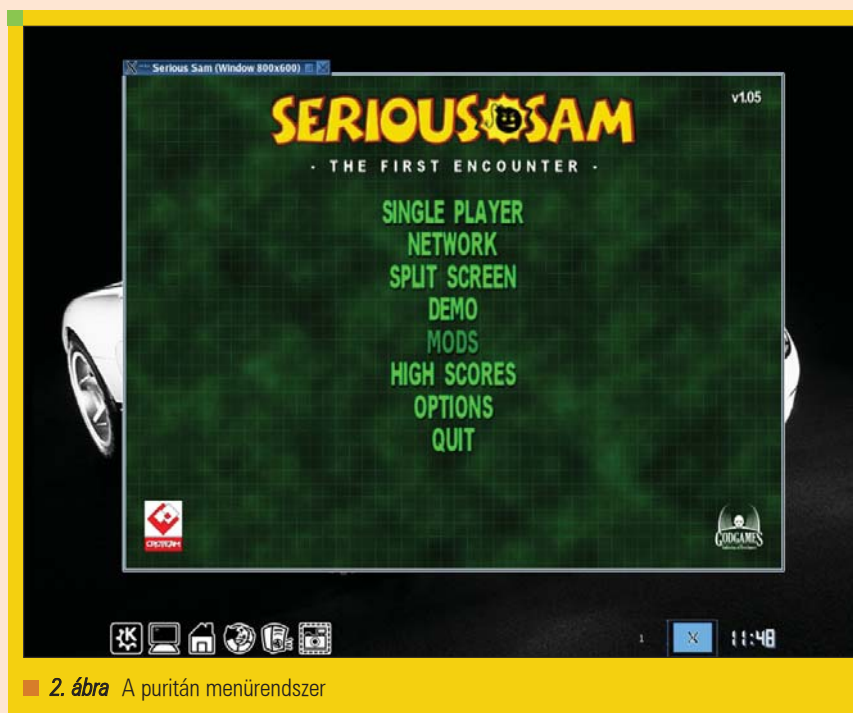 Serious Sam (Window 800x600)
SERIOUS SAM
v1.05
- THE FIRST ENCOUNTER -
SINGLE PLAYER
NETWORK
SPLIT SCREEN
DEMO
MODS
HIGH SCORES
OPTIONS
QUIT
CROTEAM
GODGAMES
1
11:48
2. ábra A puritán menürendszer